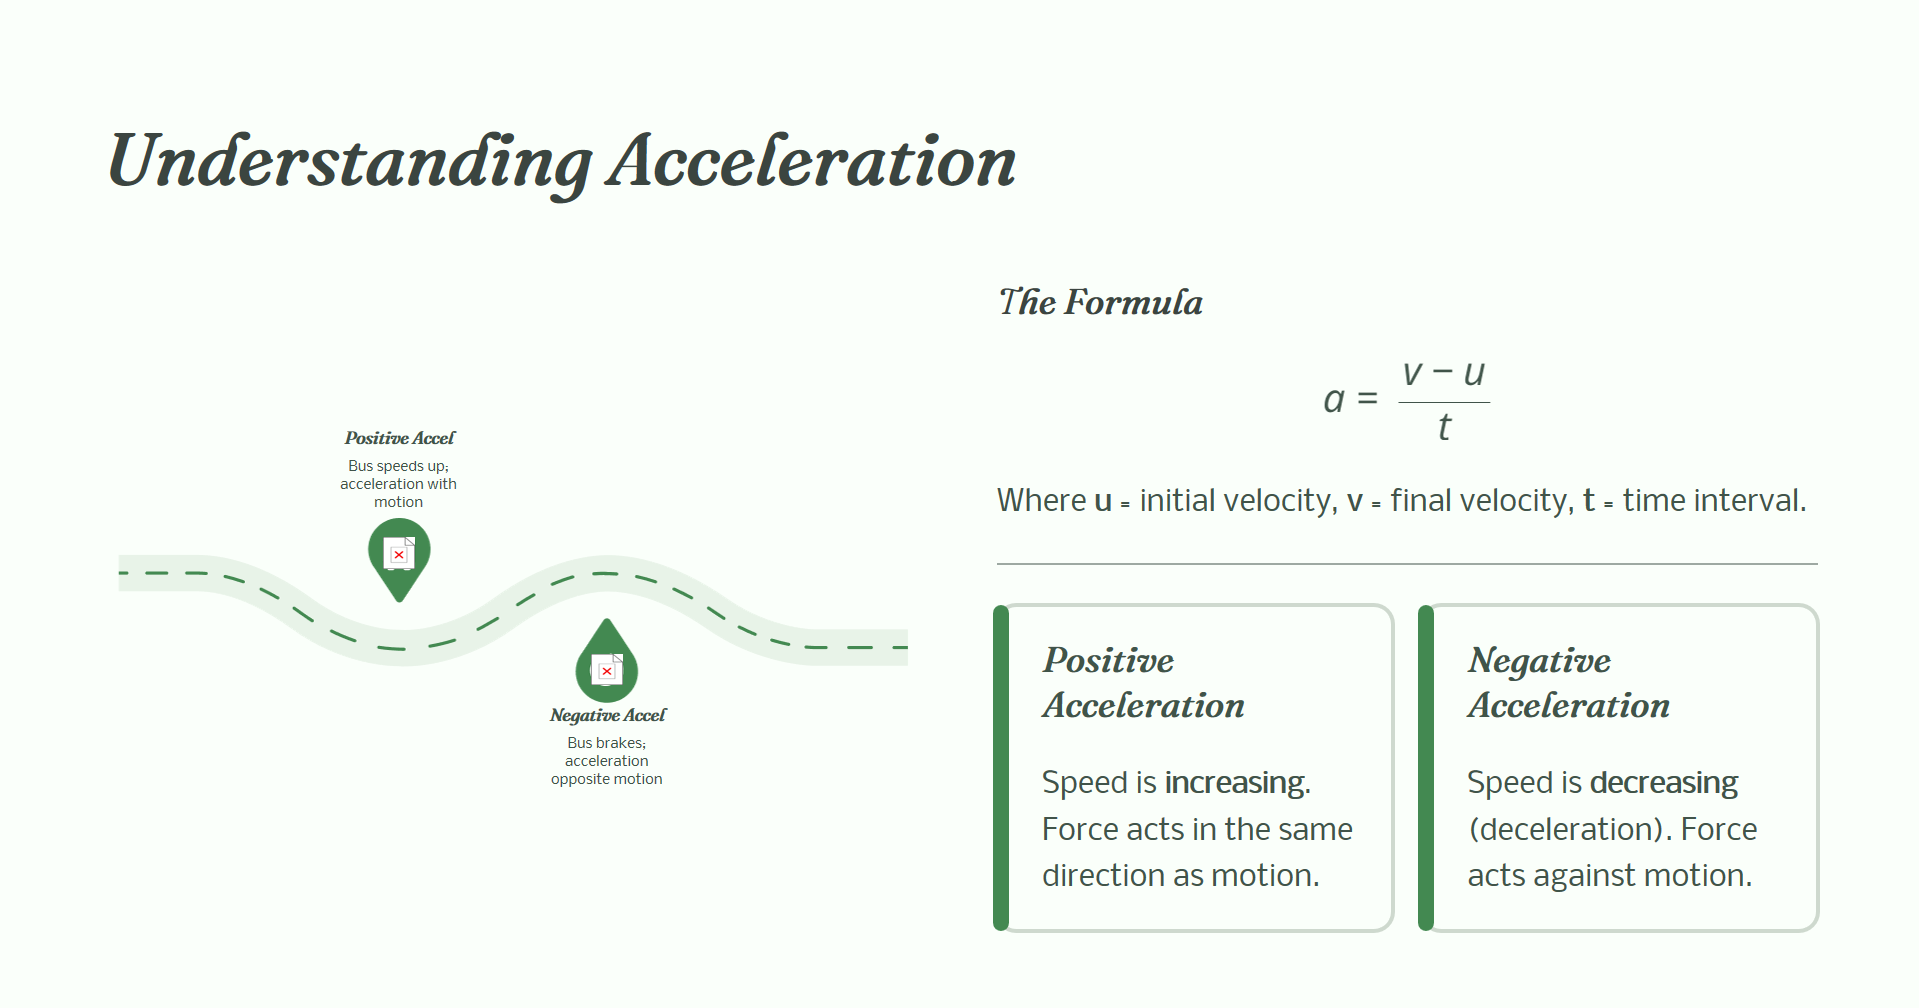 Understanding Acceleration
Positive Accel
Bus speeds up;
acceleration with
motion
Negative Accel
Bus brakes;
acceleration
opposite motion
The Formula
a = v − u
t
Where u = initial velocity, v = final velocity, t = time interval.
Positive
Acceleration
Speed is increasing.
Force acts in the same
direction as motion.
Negative
Acceleration
Speed is decreasing
(deceleration). Force
acts against motion.